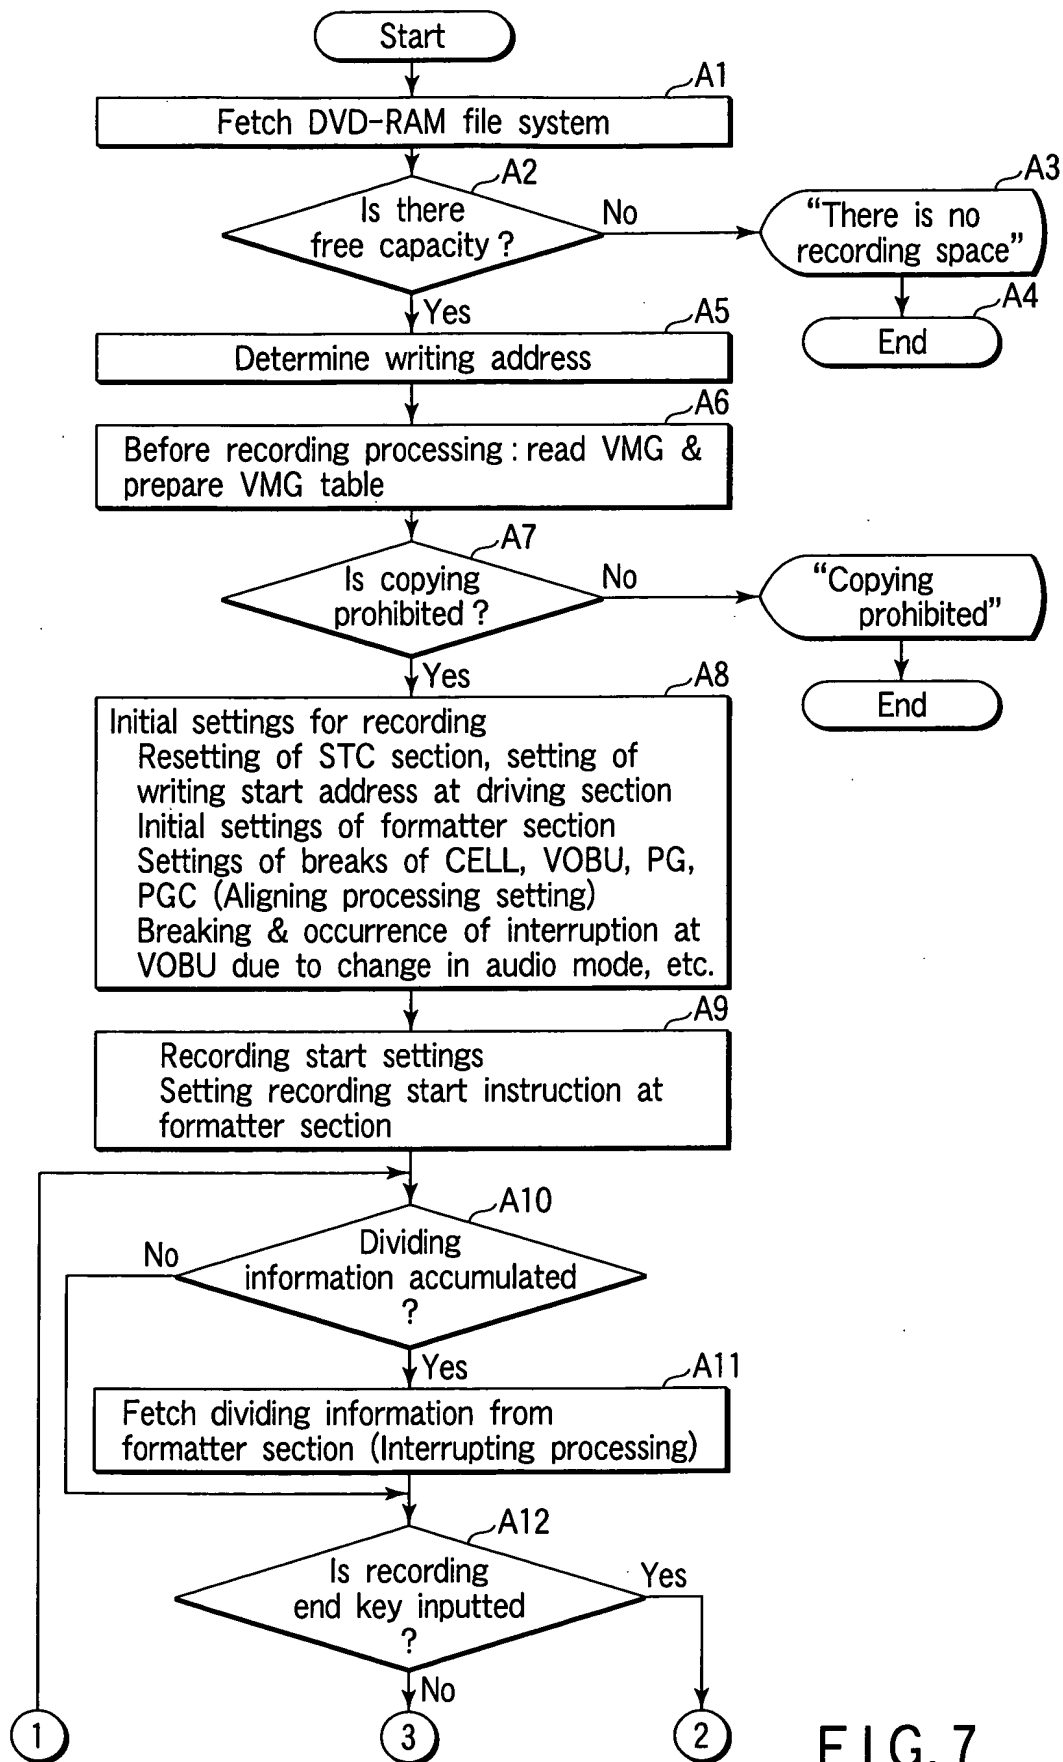 Start
A1
Fetch DVD-RAM file system
A2
Is there
free capacity ?
No
A3
“There is no
recording space”
A4
End
Yes
A5
Determine writing address
A6
Before recording processing : read VMG &
prepare VMG table
A7
Is copying
prohibited ?
No
“Copying
prohibited”
End
Yes
A8
Initial settings for recording
Resetting of STC section, setting of
writing start address at driving section
Initial settings of formatter section
Settings of breaks of CELL, VOBU, PG,
PGC (Aligning processing setting)
Breaking & occurrence of interruption at
VOBU due to change in audio mode, etc.
A9
Recording start settings
Setting recording start instruction at
formatter section
A10
Dividing
information accumulated
?
No
Yes
A11
Fetch dividing information from
formatter section (Interrupting processing)
A12
Is recording
end key inputted
?
Yes
No
1
3
2
FIG. 7